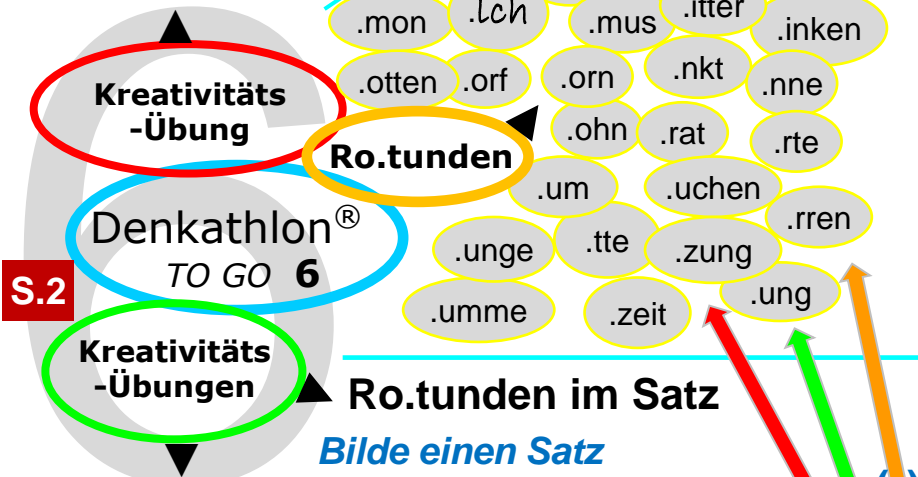 .mon
.Lch
.mus
.itter
.inken
.otten
.orf
.orn
.nkt
.nne
Kreativitäts
-Übung
Ro.tunden
.ohn
.rat
.rte
.um
.uchen
.rren
Denkathlon®
TO GO 6
.unge
.tte
.zung
S.2
.umme
.zeit
.ung
Kreativitäts
-Übungen
Ro.tunden im Satz
Bilde einen Satz